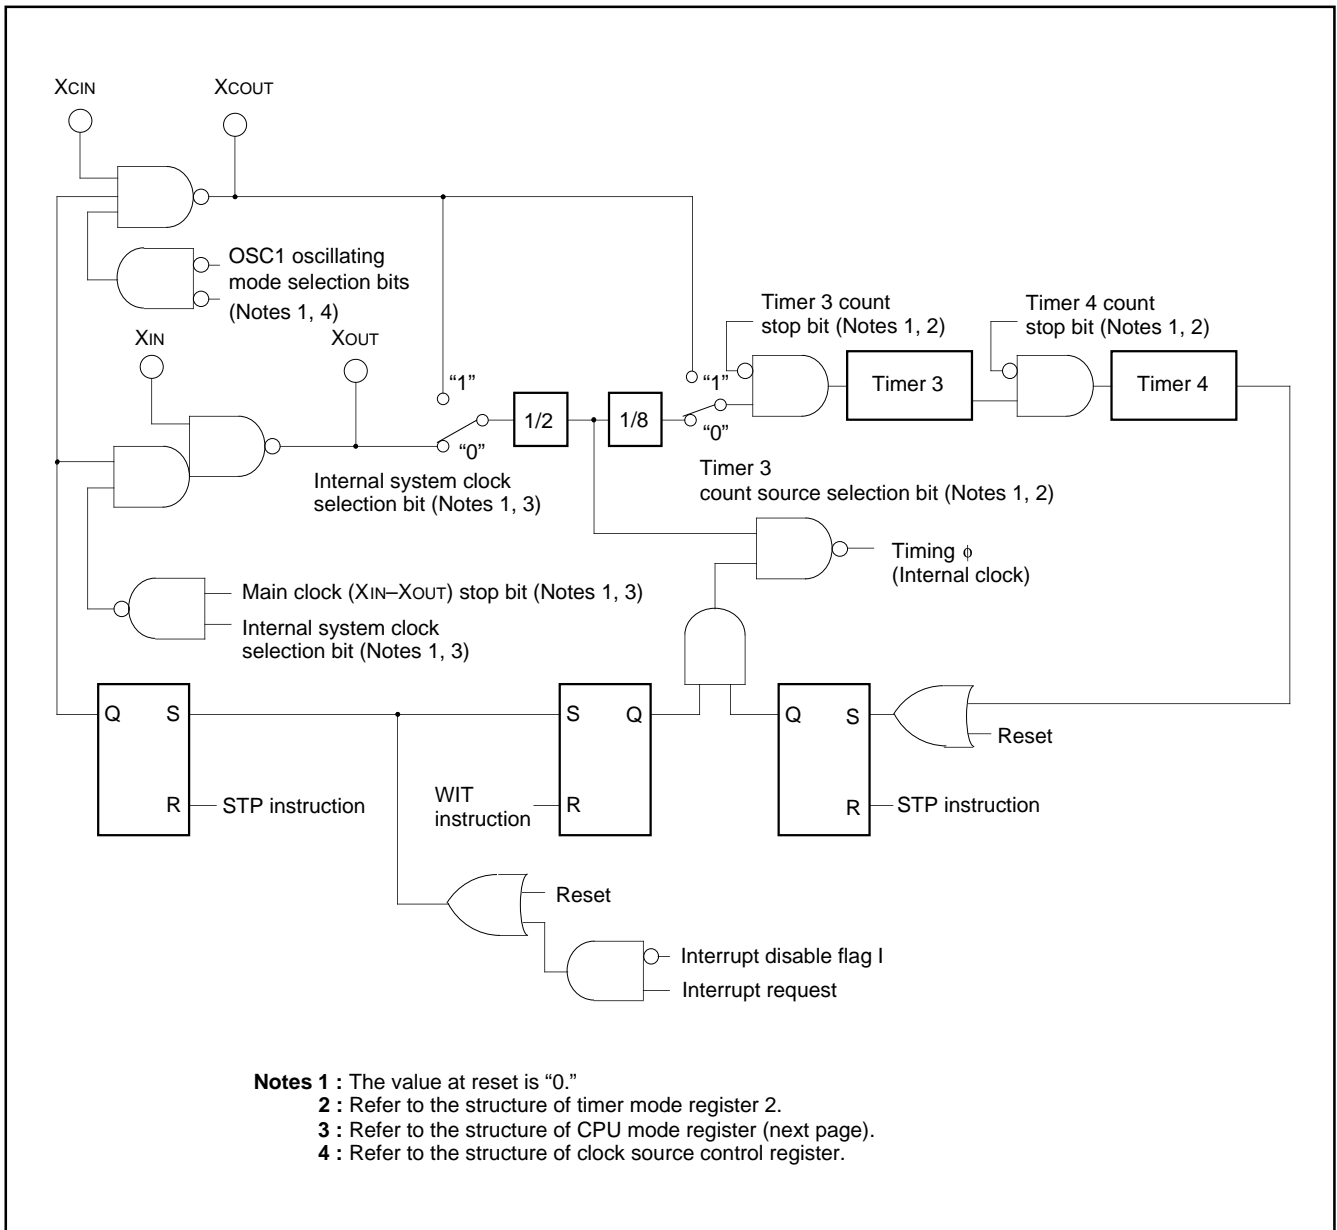 XCIN
XCOUT
OSC1 oscillating
mode selection bits
(Notes 1, 4)
XIN
XOUT
“1”
“0”
Internal system clock
selection bit (Notes 1, 3)
1/2
1/8
“1”
“0”
Timer 3 count
stop bit (Notes 1, 2)
Timer 3
Timer 4 count
stop bit (Notes 1, 2)
Timer 4
Timer 3
count source selection bit (Notes 1, 2)
Timing ϕ
(Internal clock)
Main clock (XIN–XOUT) stop bit (Notes 1, 3)
Internal system clock
selection bit (Notes 1, 3)
Q S
R
STP instruction
S Q
R
WIT
instruction
Q S
R
STP instruction
Reset
Reset
Interrupt disable flag I
Interrupt request
Notes 1 : The value at reset is “0.”
2 : Refer to the structure of timer mode register 2.
3 : Refer to the structure of CPU mode register (next page).
4 : Refer to the structure of clock source control register.